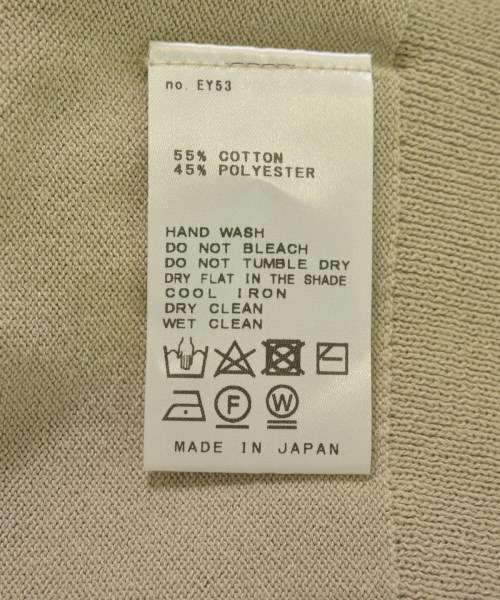 no. EY53
55% COTTON
45% POLYESTER
HAND WASH
DO NOT BLEACH
DO NOT TUMBLE DRY
DRY FLAT IN THE SHADE
COOL IRON
DRY CLEAN
WET CLEAN
F W
MADE IN JAPAN